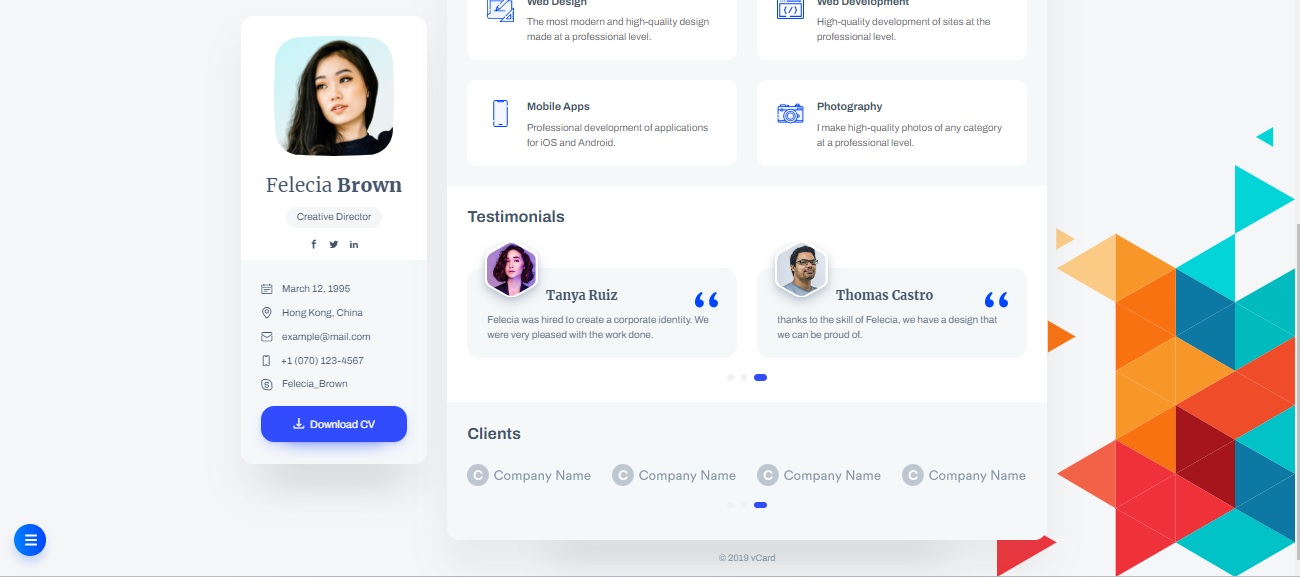 Felecia Brown
Creative Director
March 12, 1995
Hong Kong, China
example@mail.com
+1 (070) 123-4567
Felecia_Brown
Download CV
Web Design
The most modern and high-quality design
made at a professional level.
Web Development
High-quality development of sites at the
professional level.
Mobile Apps
Professional development of applications
for iOS and Android.
Photography
I make high-quality photos of any category
at a professional level.
Testimonials
Tanya Ruiz
Felecia was hired to create a corporate identity. We
were very pleased with the work done.
Thomas Castro
thanks to the skill of Felecia, we have a design that
we can be proud of.
Clients
C Company Name
C Company Name
C Company Name
C Company Name
© 2019 vCard